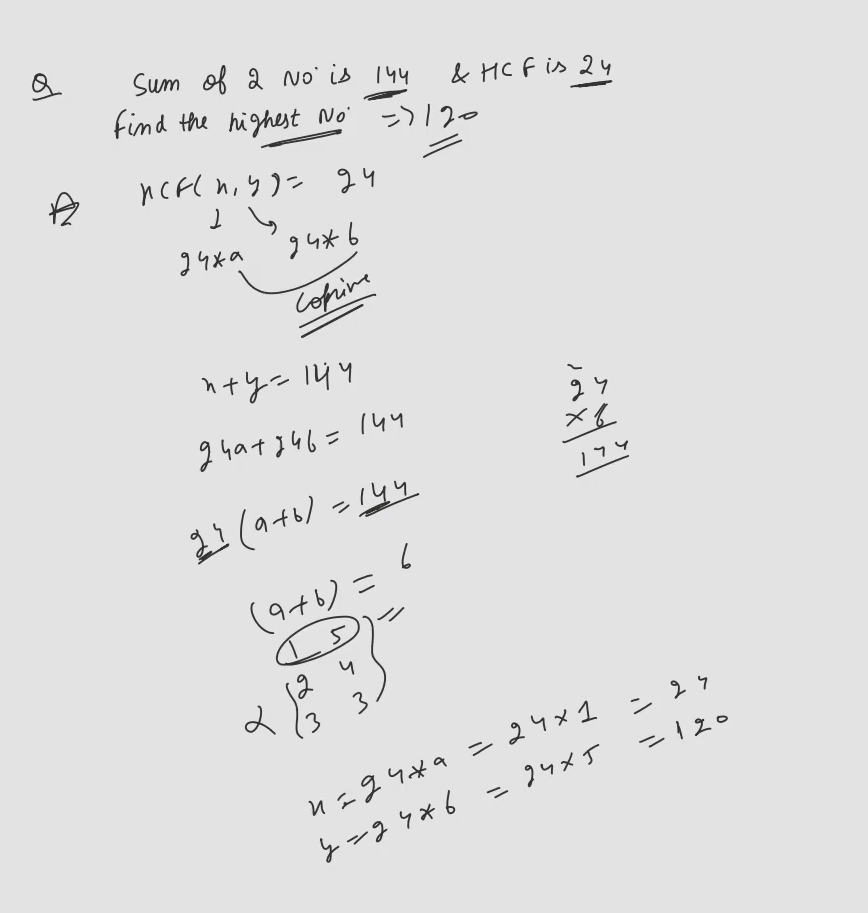 Q Sum of 2 No. is 144 & HCF is 24
find the highest No. => 120
A HCF(x, y) = 24
↓ ↘
24*a 24*b
Coprime
x+y = 144
24a+24b = 144
24(a+b) = 144
24
×6
144
(a+b) = 6
1 5
2 4
3 3
x = 24*a = 24×1 = 24
y = 24*b = 24×5 = 120